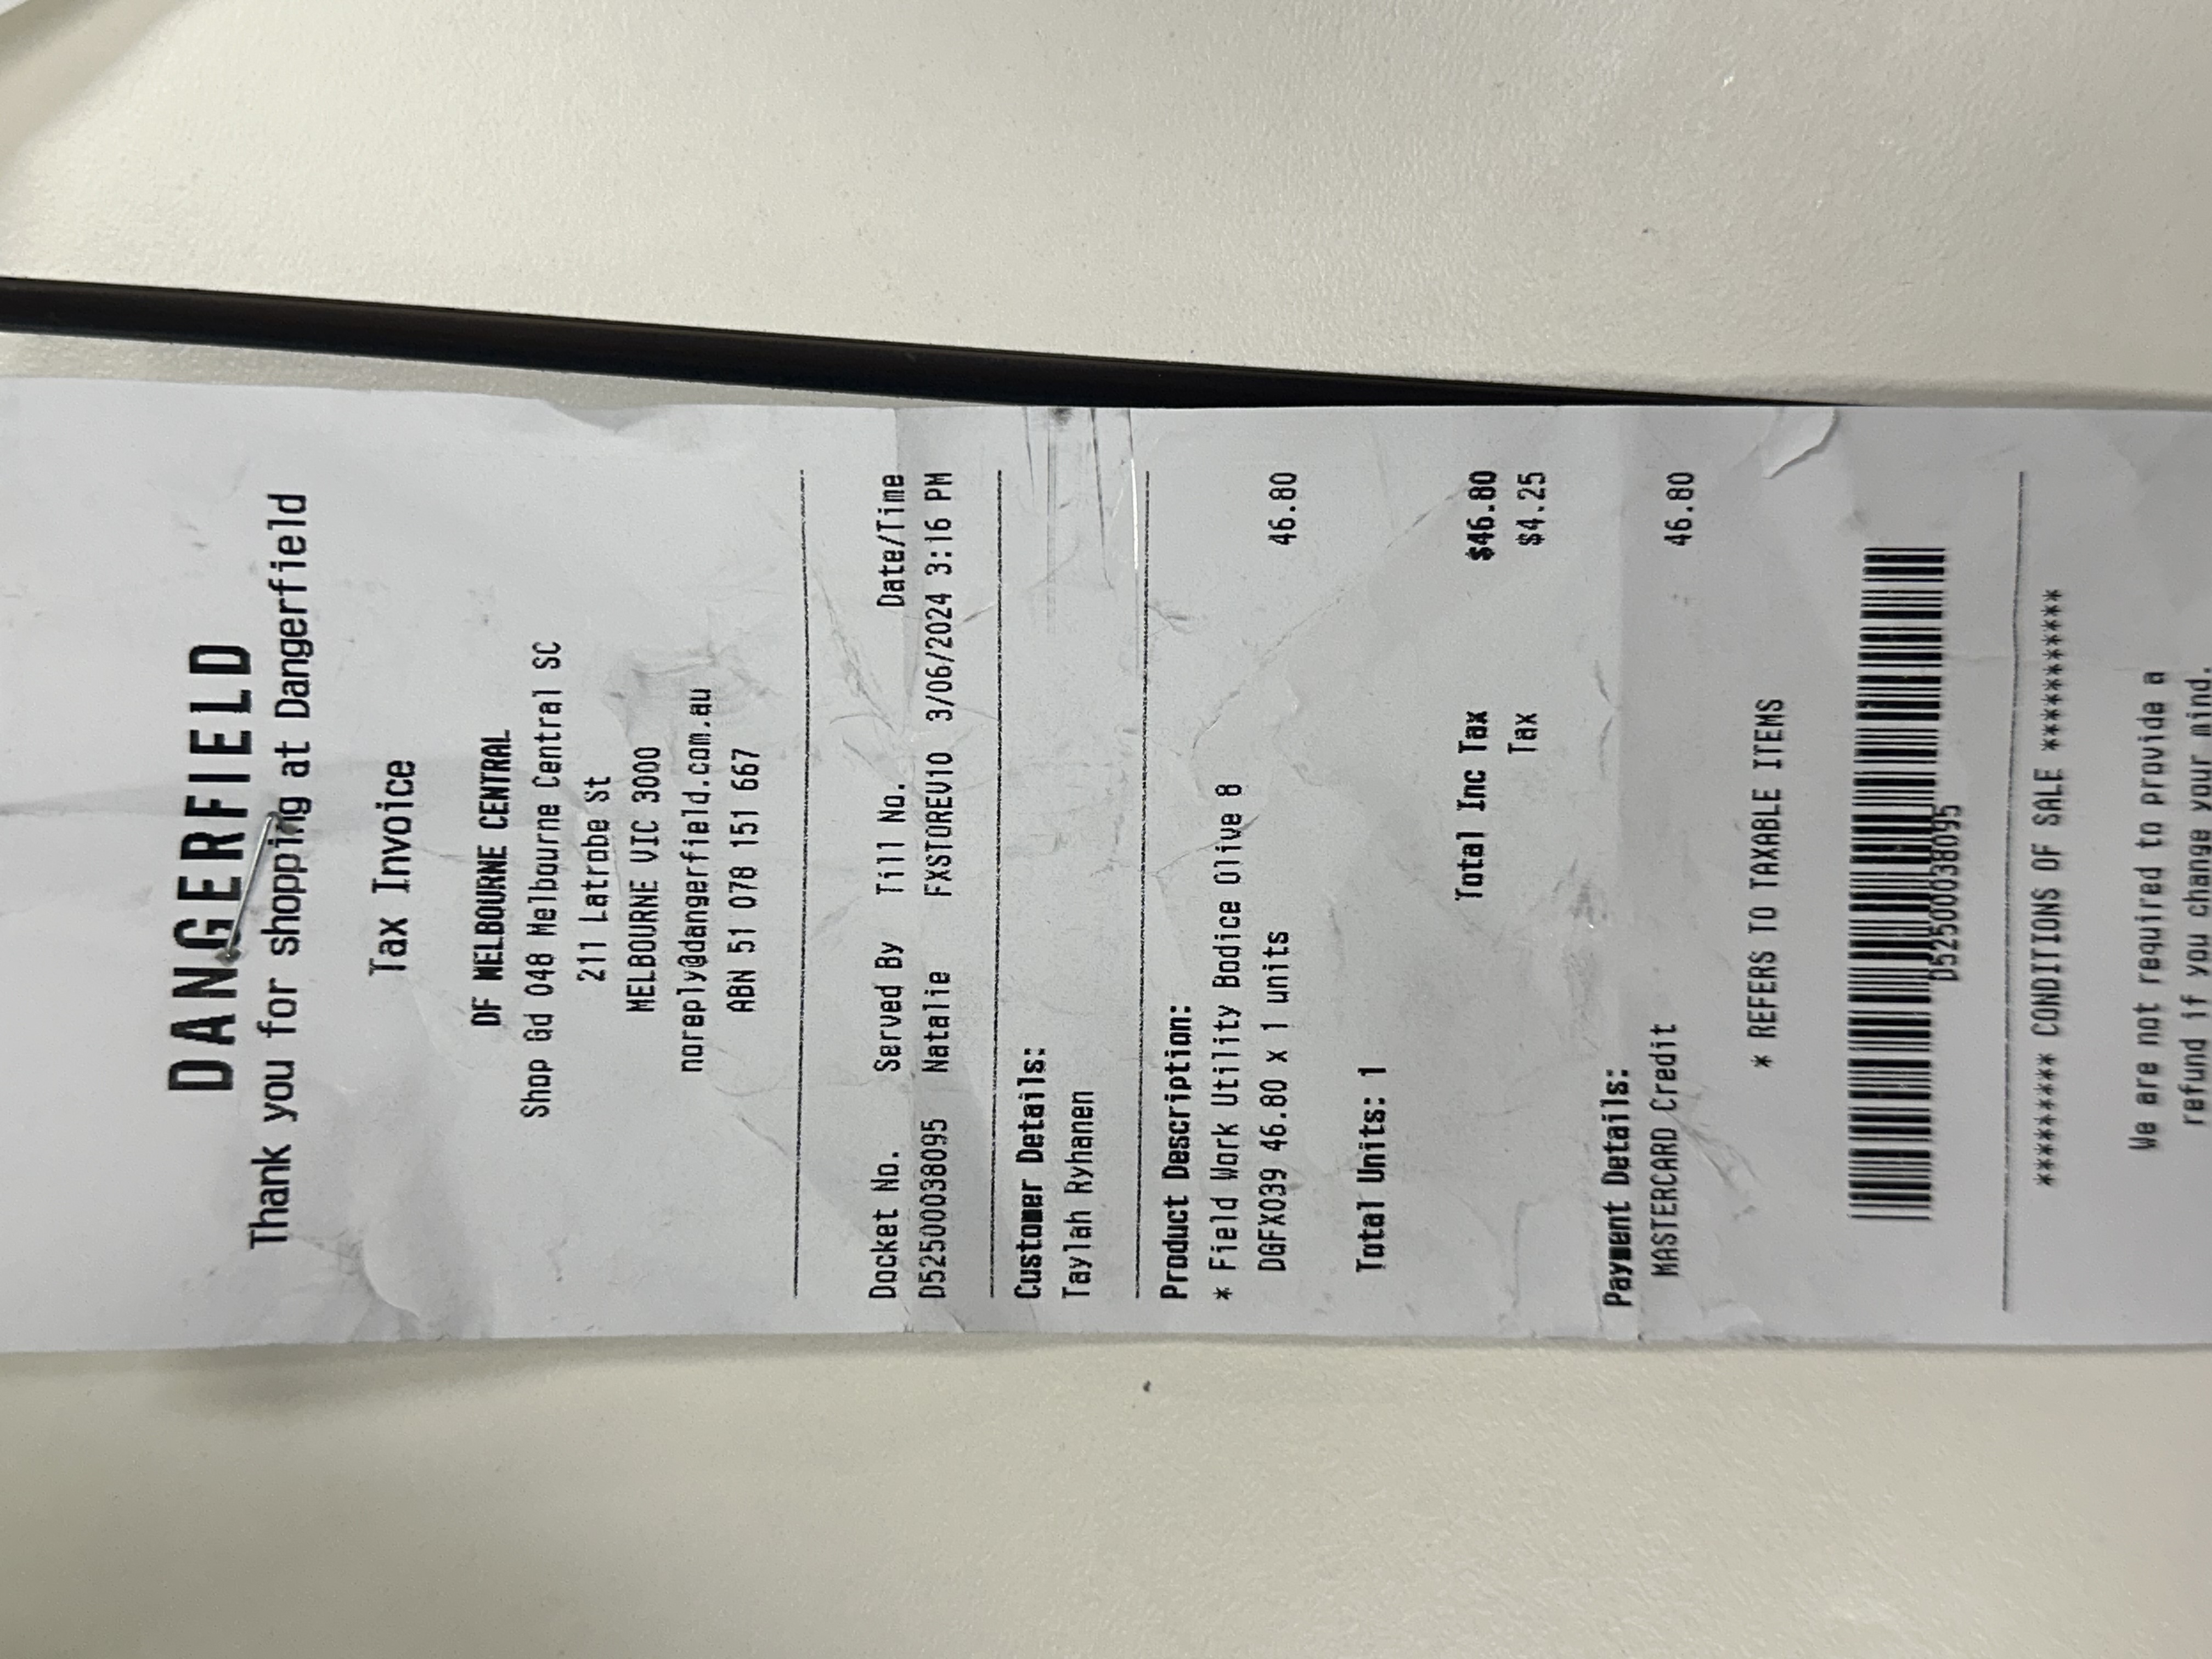 DANGERFIELD
Thank you for shopping at Dangerfield
Tax Invoice
DF MELBOURNE CENTRAL
Shop Gd 048 Melbourne Central SC
211 Latrobe St
MELBOURNE VIC 3000
noreply@dangerfield.com.au
ABN 51 078 151 667
Docket No. Served By Till No. Date/Time
D52500038095 Natalie FXSTOREV10 3/06/2024 3:16 PM
Customer Details:
Taylah Ryhanen
Product Description:
* Field Work Utility Bodice Olive 8
DGFX039 46.80 x 1 units 46.80
Total Units: 1
Total Inc Tax $46.80
Tax $4.25
Payment Details:
MASTERCARD Credit 46.80
* REFERS TO TAXABLE ITEMS
D52500038095
********* CONDITIONS OF SALE ***********
We are not required to provide a
refund if you change your mind.